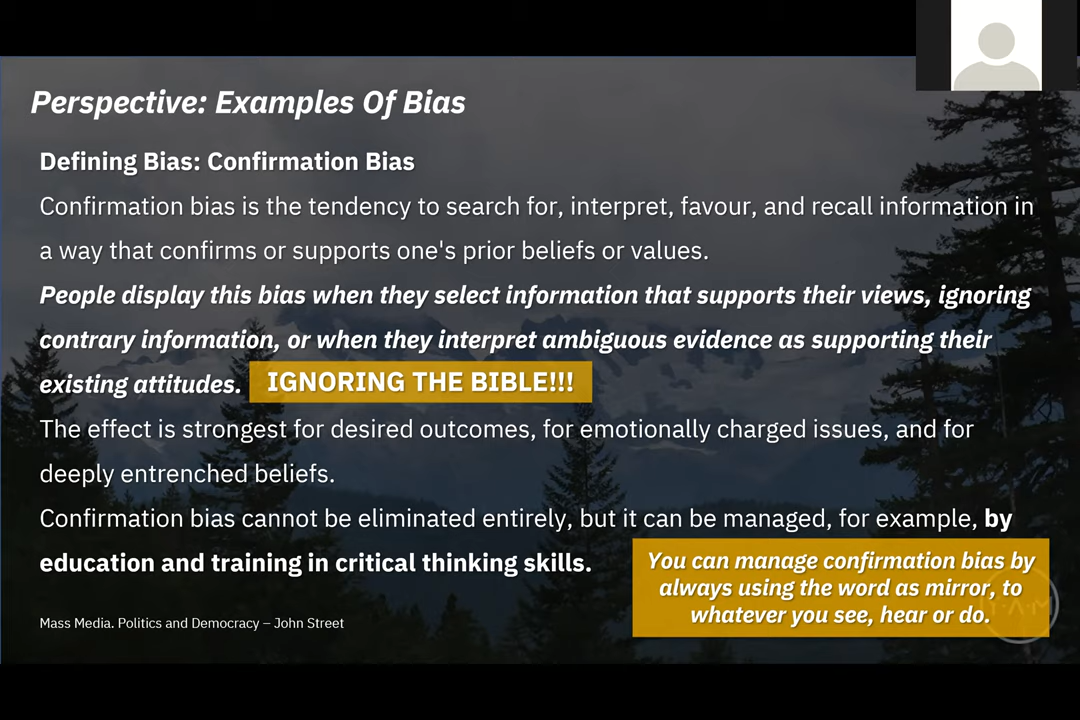 Perspective: Examples Of Bias
Defining Bias: Confirmation Bias
Confirmation bias is the tendency to search for, interpret, favour, and recall information in
a way that confirms or supports one's prior beliefs or values.
People display this bias when they select information that supports their views, ignoring
contrary information, or when they interpret ambiguous evidence as supporting their
existing attitudes. IGNORING THE BIBLE!!!
The effect is strongest for desired outcomes, for emotionally charged issues, and for
deeply entrenched beliefs.
Confirmation bias cannot be eliminated entirely, but it can be managed, for example, by
education and training in critical thinking skills.
You can manage confirmation bias by
always using the word as mirror, to
whatever you see, hear or do.
Mass Media. Politics and Democracy – John Street